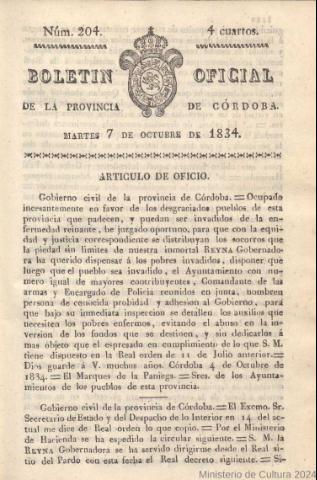 Núm. 204.
4 cuartos.
BOLETIN OFICIAL
DE LA PROVINCIA DE CÓRDOBA.
MARTES 7 DE OCTUBRE DE 1834.
ARTICULO DE OFICIO.
Gobierno civil de la provincia de Córdoba. = Ocupado
incesantemente en favor de los desgraciados pueblos de esta
provincia que padecen, y puedan ser invadidos de la en-
fermedad reinante, he juzgado oportuno, para que con la equi-
dad y justicia correspondiente se distribuyan los socorros que
la piedad sin límites de nuestra inmortal REYNA Gobernado-
ra ha querido dispensar á los pobres invadidos, disponer que
luego que el pueblo sea invadido, el Ayuntamiento con nu-
mero igual de mayores contribuyentes, Comandante de las
armas y Encargado de Policía reunidos en junta, nombren
persona de conocida probidad y adhesion al Gobierno, para
que bajo su inmediata inspeccion se detallen los auxilios que
necesiten los pobres enfermos, evitando el abuso en la in-
version de los fondos que se destinen, y sin dedicarlos á
mas objeto que el espresado en cumplimiento de lo que S. M.
tiene dispuesto en la Real orden de 11 de Julio anterior. =
Dios guarde á V. muchos años. Córdoba 4 de Octubre de
1834. = El Marques de la Paniega. = Sres. de los Ayunta-
mientos de los pueblos de esta provincia.
Gobierno civil de la provincia de Córdoba. = El Excmo. Sr.
Secretario de Estado y del Despacho de lo Interior en 14 del ac-
tual me dice de Real orden lo que copio. = Por el Ministerio
de Hacienda se ha espedido la circular siguiente. = S. M. la
REYNA Gobernadora se ha servido dirigirme desde el Real si-
tio del Pardo con esta fecha el Real decreto siguiente. = Si-
Ministerio de Cultura 2024